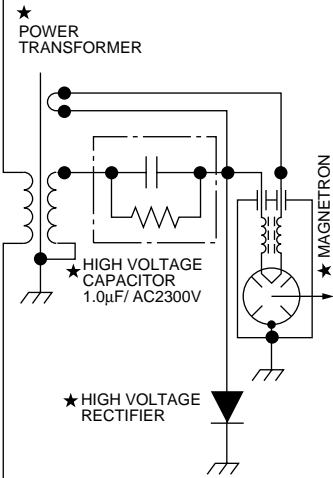 ★
POWER
TRANSFORMER
★ HIGH VOLTAGE
CAPACITOR
1.0μF/ AC2300V
★ MAGNETRON
★ HIGH VOLTAGE
RECTIFIER